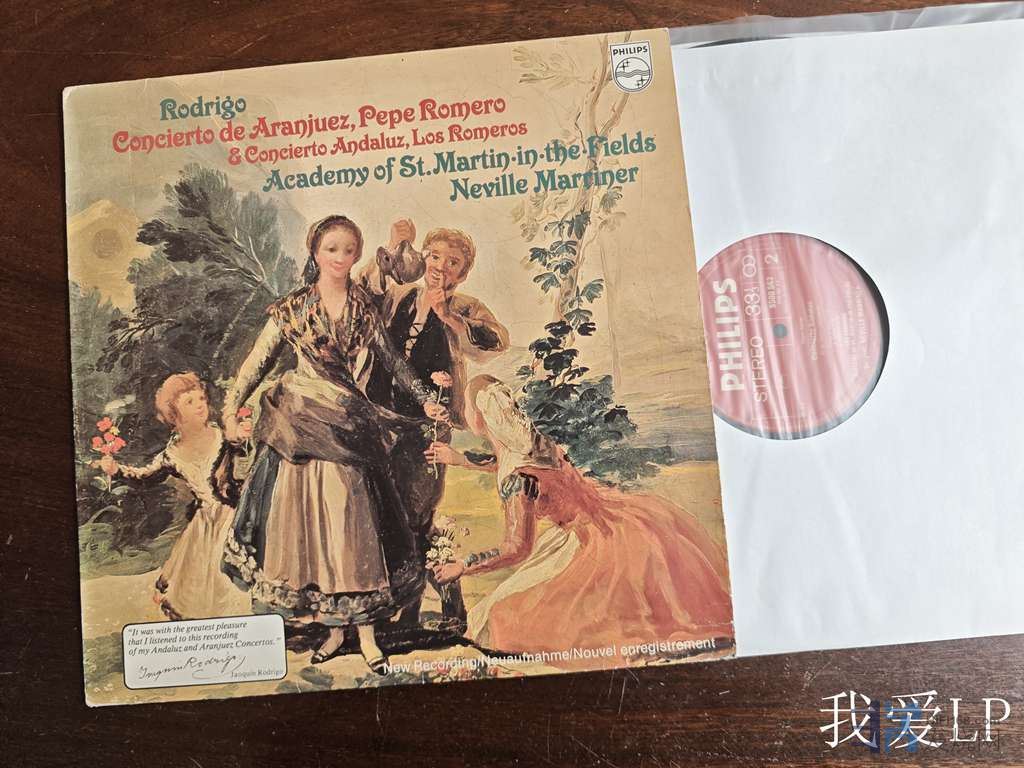 PHILIPS
Rodrigo
Concierto de Aranjuez, Pepe Romero
& Concierto Andaluz, Los Romeros
Academy of St. Martin-in-the-Fields
Neville Marriner
"It was with the greatest pleasure
that I listened to this recording
of my Andaluz and Aranjuez Concertos."
Joaquín Rodrigo
New Recording/Neuaufnahme/Nouvel enregistrement
PHILIPS
STEREO 33⅓
2
我爱LP